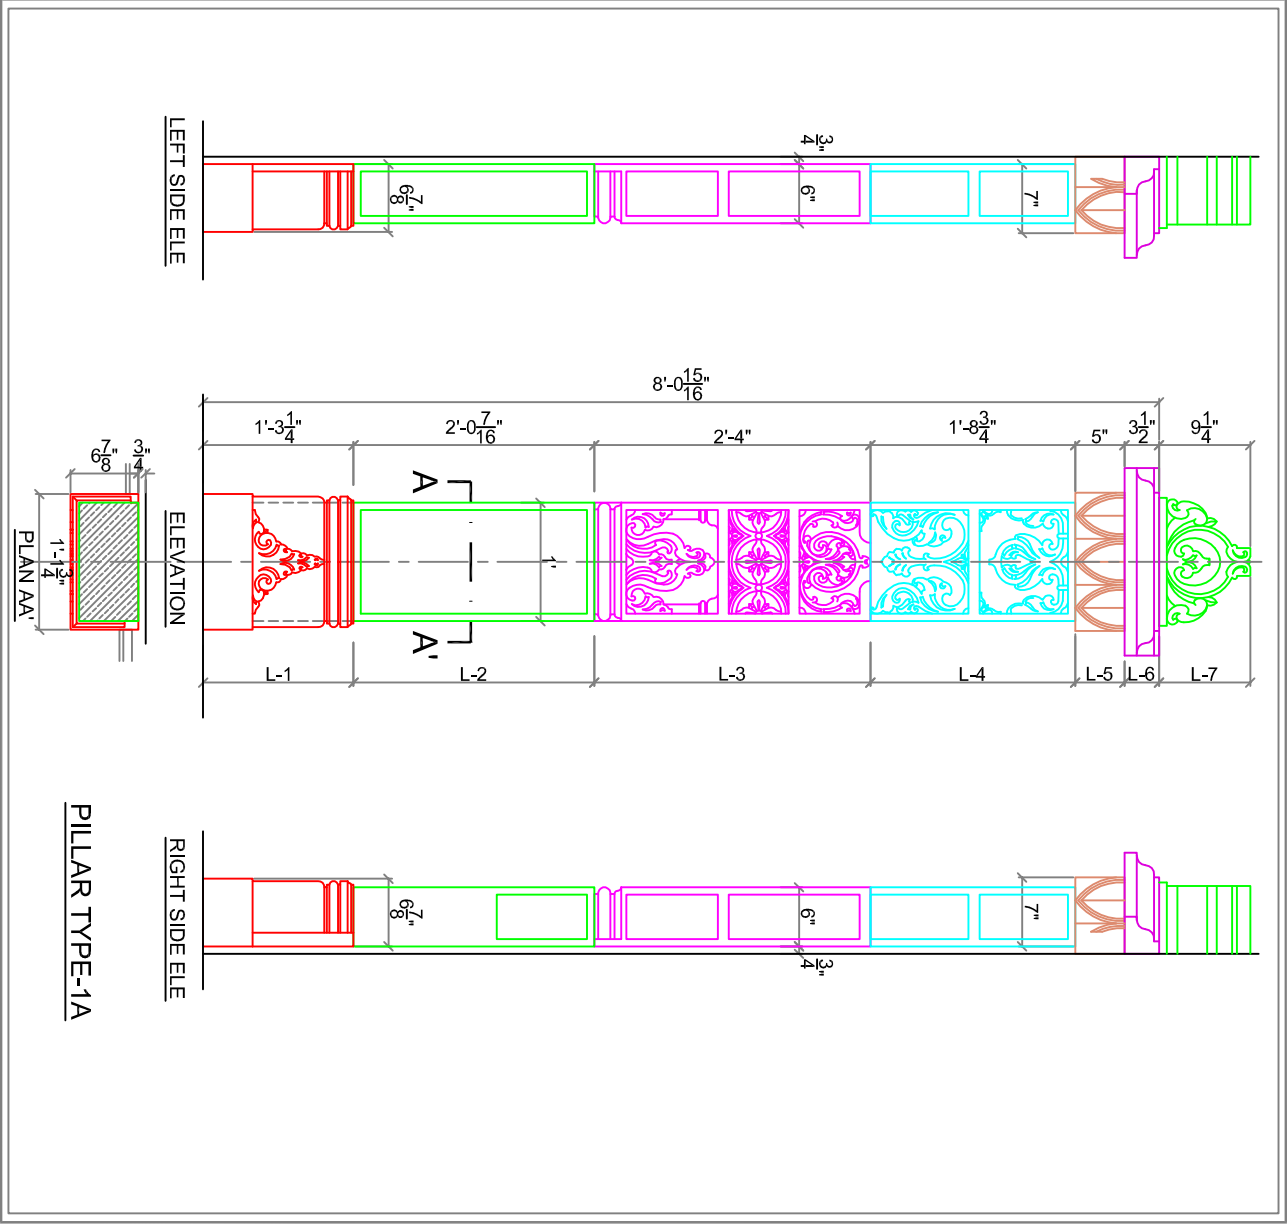 LEFT SIDE ELE
3/4"
6 7/8"
6"
7"
8'-0 15/16"
1'-3 1/4"
2'-0 7/16"
2'-4"
1'-8 3/4"
5"
3 1/2"
9 1/4"
6 7/8"
3/4"
1'-1 3/4"
PLAN AA'
ELEVATION
A
1'
A'
L-1
L-2
L-3
L-4
L-5
L-6
L-7
RIGHT SIDE ELE
6 7/8"
6"
7"
3/4"
PILLAR TYPE-1A